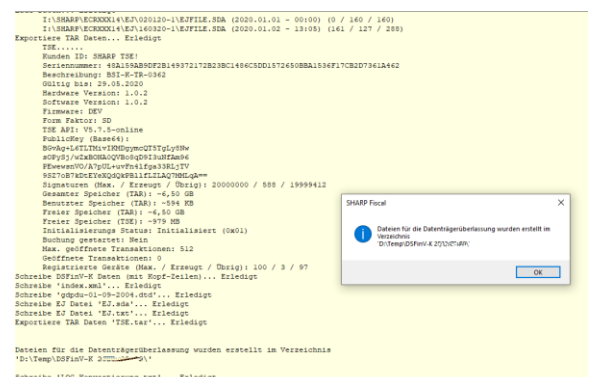 I:\SHARP\ECRXXX14\EJ\020120-1\EJFILE.SDA (2020.01.01 - 00:00) (0 / 160 / 160)
I:\SHARP\ECRXXX14\EJ\160320-1\EJFILE.SDA (2020.01.02 - 13:05) (161 / 127 / 288)
Exportiere TAR Daten... Erledigt
TSE......
Kunden ID: SHARP TSE!
Seriennummer:
Beschreibung: BSI-K-TR-0362
Gültig bis: 29.05.2020
Hardware Version: 1.0.2
Software Version: 1.0.2
Firmware: DEV
Form Faktor: SD
TSE API: V5.7.5-online
PublicKey (Base64):
Signaturen (Max. / Erzeugt / Übrig): 20000000 / 588 / 19999412
Gesamter Speicher (TAR): ~6,50 GB
Benutzter Speicher (TAR): ~594 KB
Freier Speicher (TAR): ~6,50 GB
Freier Speicher (TSE): ~979 MB
Initialisierungs Status: Initialisiert (0x01)
Buchung gestartet: Nein
Max. geöffnete Transaktionen: 512
Geöffnete Transaktionen: 0
Registrierte Geräte (Max. / Erzeugt / Übrig): 100 / 3 / 97
Schreibe DSFinV-K Daten (mit Kopf-Zeilen)... Erledigt
Schreibe 'index.xml'... Erledigt
Schreibe 'gdpdu-01-09-2004.dtd'... Erledigt
Schreibe EJ Datei 'EJ.sda'... Erledigt
Schreibe EJ Datei 'EJ.txt'... Erledigt
Exportiere TAR Daten 'TSE.tar'... Erledigt
Dateien für die Datenträgerüberlassung wurden erstellt im Verzeichnis
'D:\Temp\DSFinV-K
SHARP Fiscal
Dateien für die Datenträgerüberlassung wurden erstellt im
Verzeichnis
'D:\Temp\DSFinV-K
OK